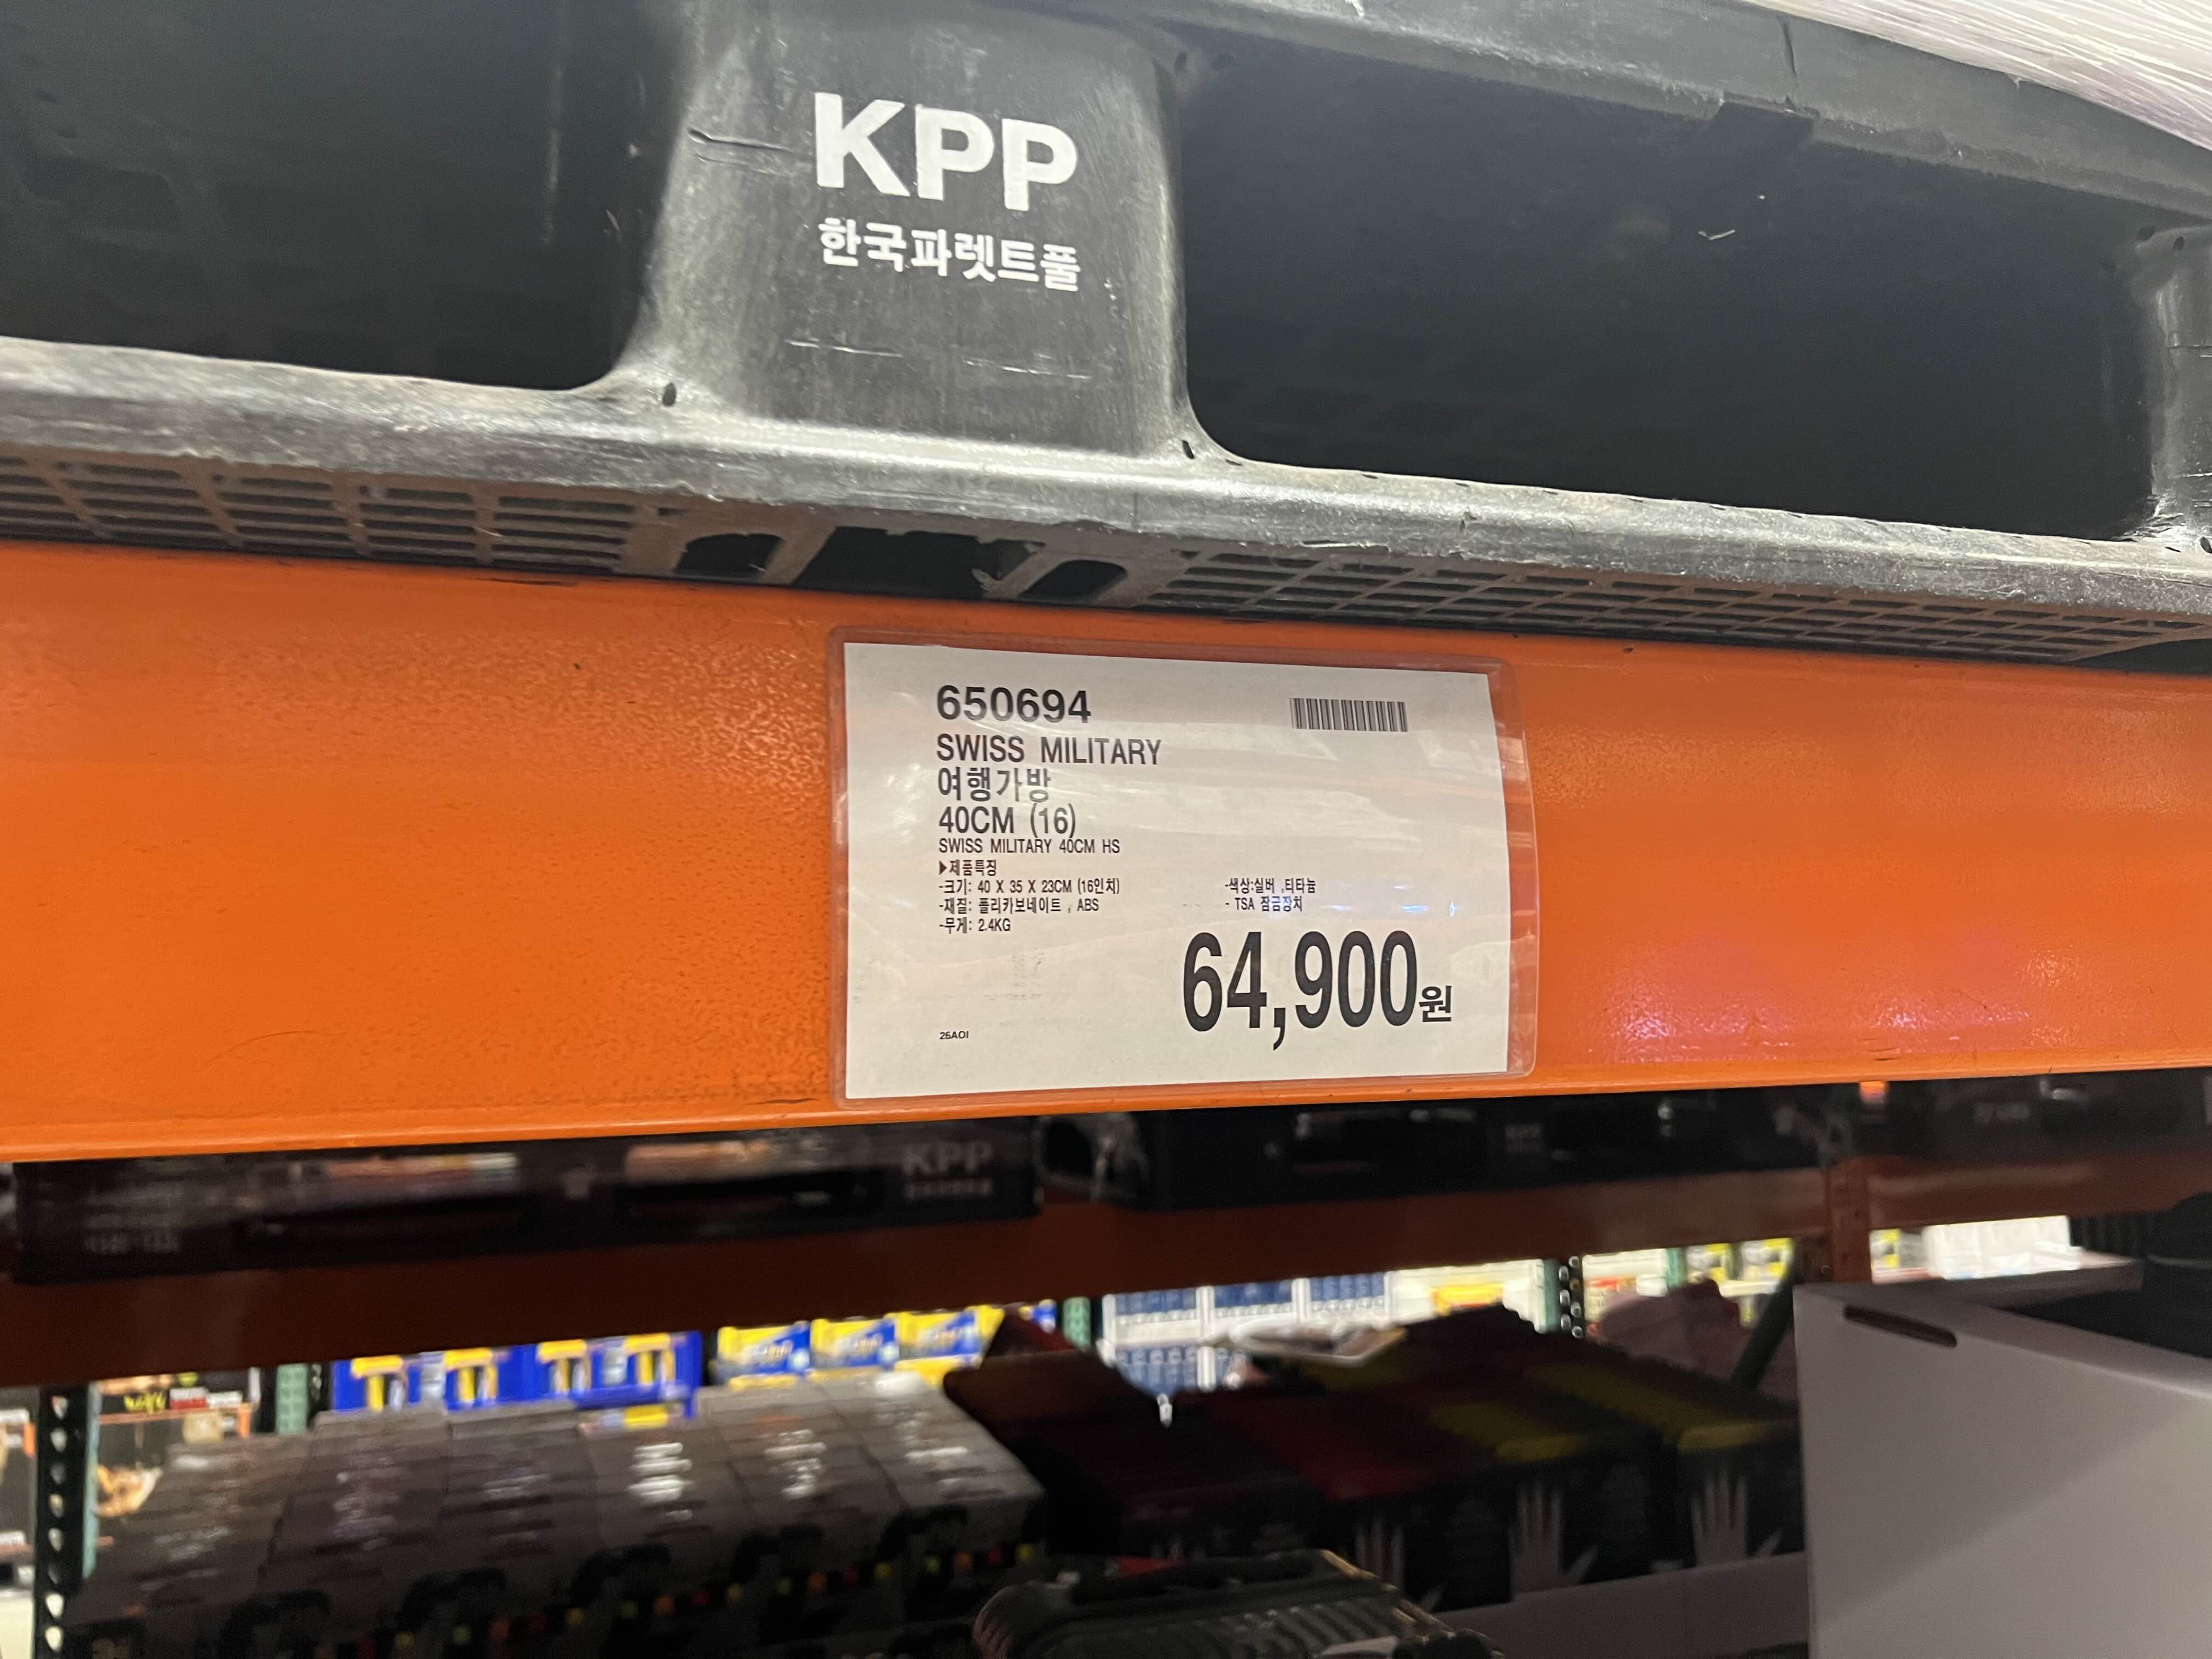 KPP
한국파렛트풀
650694
SWISS MILITARY
여행가방
40CM (16)
SWISS MILITARY 40CM HS
▶제품특징
-크기: 40 X 35 X 23CM (16인치)
-색상:실버 ,티타늄
-재질: 폴리카보네이트 , ABS
- TSA 잠금장치
-무게: 2.4KG
64,900원
26AOI
KPP